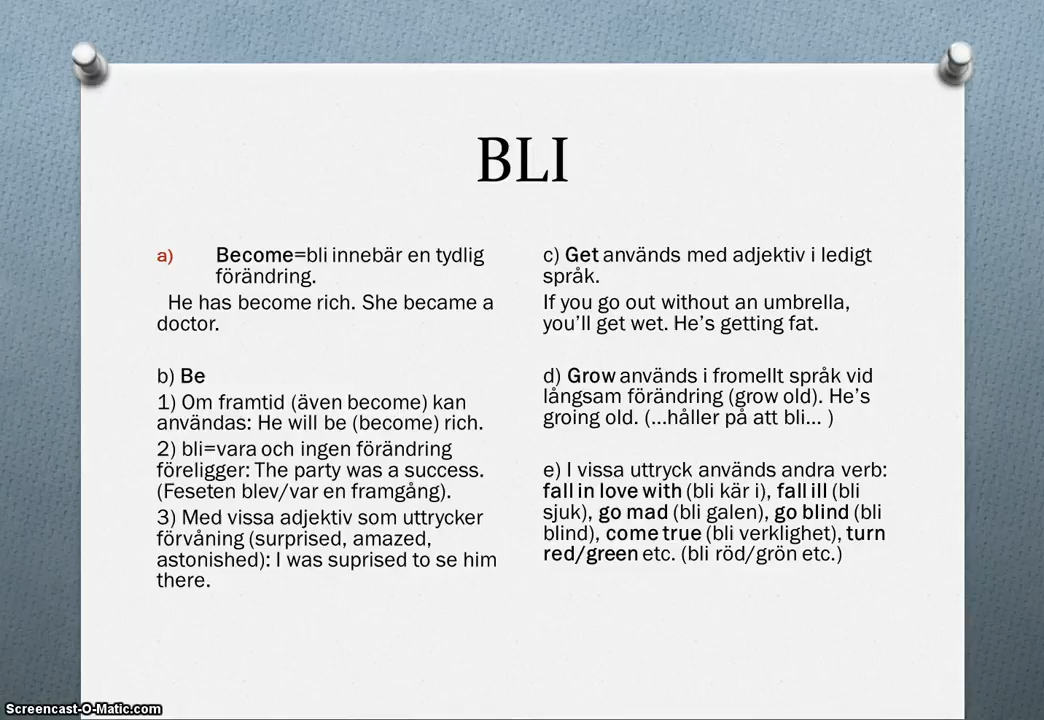 BLI
a) Become=bli innebär en tydlig
förändring.
He has become rich. She became a
doctor.
b) Be
1) Om framtid (även become) kan
användas: He will be (become) rich.
2) bli=vara och ingen förändring
föreligger: The party was a success.
(Feseten blev/var en framgång).
3) Med vissa adjektiv som uttrycker
förvåning (surprised, amazed,
astonished): I was suprised to se him
there.
c) Get används med adjektiv i ledigt
språk.
If you go out without an umbrella,
you’ll get wet. He’s getting fat.
d) Grow används i fromellt språk vid
långsam förändring (grow old). He’s
groing old. (...håller på att bli... )
e) I vissa uttryck används andra verb:
fall in love with (bli kär i), fall ill (bli
sjuk), go mad (bli galen), go blind (bli
blind), come true (bli verklighet), turn
red/green etc. (bli röd/grön etc.)
Screencast-O-Matic.com